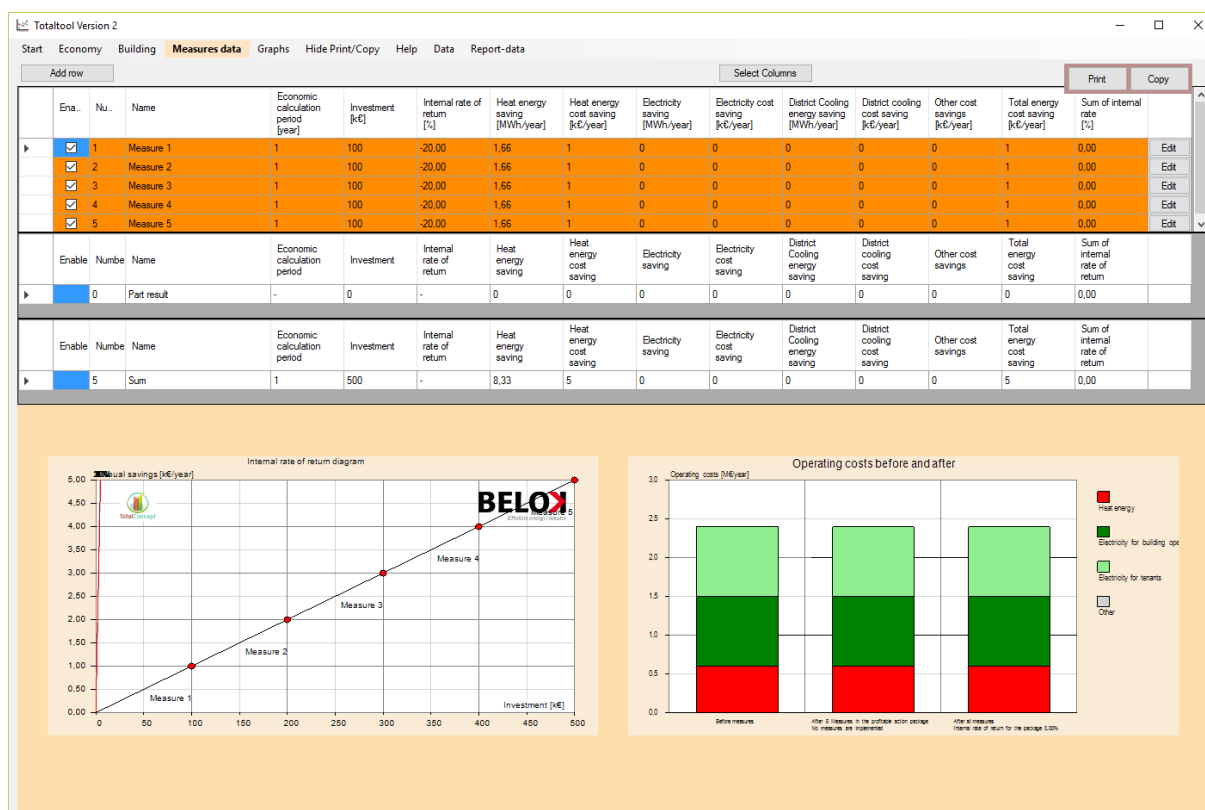 Totaltool Version 2
Start Economy Building Measures data Graphs Hide Print/Copy Help Data Report-data
Add row Select Columns Print Copy
Ena... Nu... Name Economic calculation period [year] Investment [k€] Internal rate of return [%] Heat energy saving [MWh/year] Heat energy cost saving [k€/year] Electricity saving [MWh/year] Electricity cost saving [k€/year] District Cooling energy saving [MWh/year] District cooling cost saving [k€/year] Other cost savings [k€/year] Total energy cost saving [k€/year] Sum of internal rate [%]
1 Measure 1 1 100 -20,00 1,66 1 0 0 0 0 0 1 0,00 Edit
2 Measure 2 1 100 -20,00 1,66 1 0 0 0 0 0 1 0,00 Edit
3 Measure 3 1 100 -20,00 1,66 1 0 0 0 0 0 1 0,00 Edit
4 Measure 4 1 100 -20,00 1,66 1 0 0 0 0 0 1 0,00 Edit
5 Measure 5 1 100 -20,00 1,66 1 0 0 0 0 0 1 0,00 Edit
Enable Numbe Name Economic calculation period Investment Internal rate of return Heat energy saving Heat energy cost saving Electricity saving Electricity cost saving District Cooling energy saving District cooling cost saving Other cost savings Total energy cost saving Sum of internal rate of return
0 Part result - 0 - 0 0 0 0 0 0 0 0 0,00
Enable Numbe Name Economic calculation period Investment Internal rate of return Heat energy saving Heat energy cost saving Electricity saving Electricity cost saving District Cooling energy saving District cooling cost saving Other cost savings Total energy cost saving Sum of internal rate of return
5 Sum 1 500 - 8,33 5 0 0 0 0 0 5 0,00
Internal rate of return diagram
savings [k€/year]
5,00
4,50
4,00
3,50
3,00
2,50
2,00
1,50
1,00
0,50
0,00
TotalConcept
BELOK
Effektiv energi i lokaler
Measure 5
Measure 4
Measure 3
Measure 2
Measure 1
Investment [k€]
0 50 100 150 200 250 300 350 400 450 500
Operating costs before and after
Operating costs [M€/year]
3,0
2,5
2,0
1,5
1,0
0,5
0,0
Heat energy
Electricity for building ope
Electricity for tenants
Other
Before measures
After 5 Measures in the profitable action package
No measures are implemented
After all measures
Internal rate of return for the package 0,00%